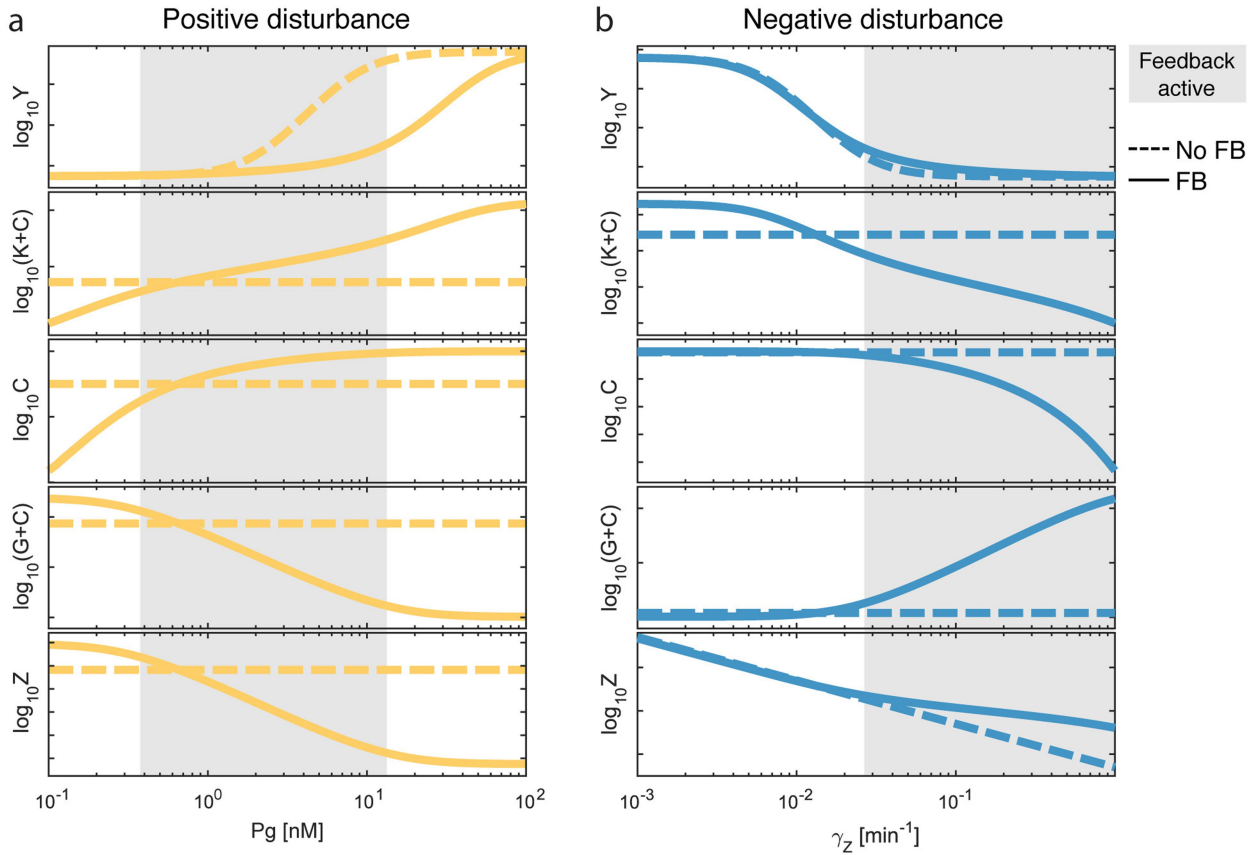 a
Positive disturbance
b
Negative disturbance
Feedback
active
No FB
FB
log₁₀Y
log₁₀(K+C)
log₁₀C
log₁₀(G+C)
log₁₀Z
10⁻¹ 10⁰ 10¹ 10²
Pg [nM]
log₁₀Y
log₁₀(K+C)
log₁₀C
log₁₀(G+C)
log₁₀Z
10⁻³ 10⁻² 10⁻¹
γ_Z [min⁻¹]